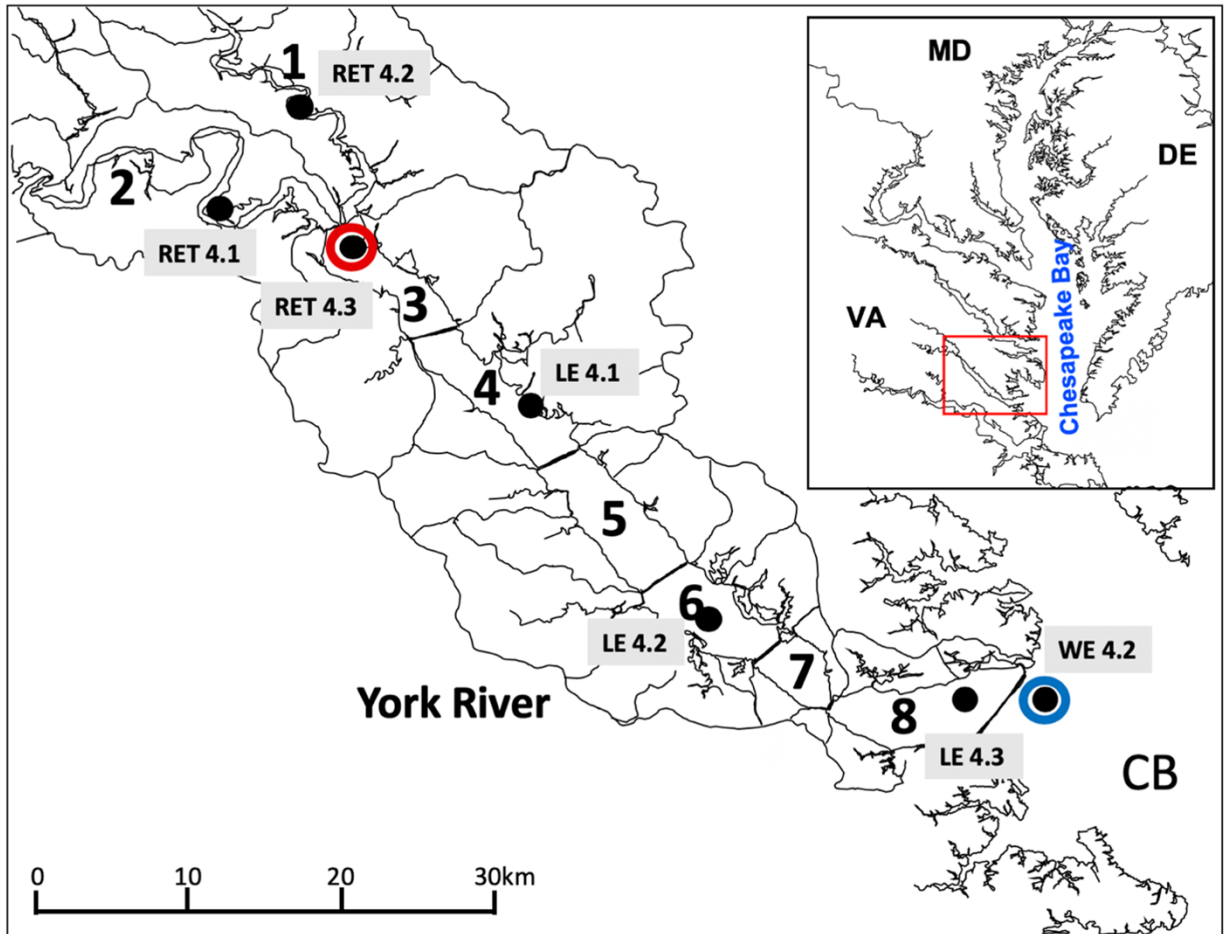 MD
DE
VA
Chesapeake Bay
1
RET 4.2
2
RET 4.1
RET 4.3
3
LE 4.1
4
5
6
LE 4.2
7
WE 4.2
York River
8
LE 4.3
CB
0 10 20 30km